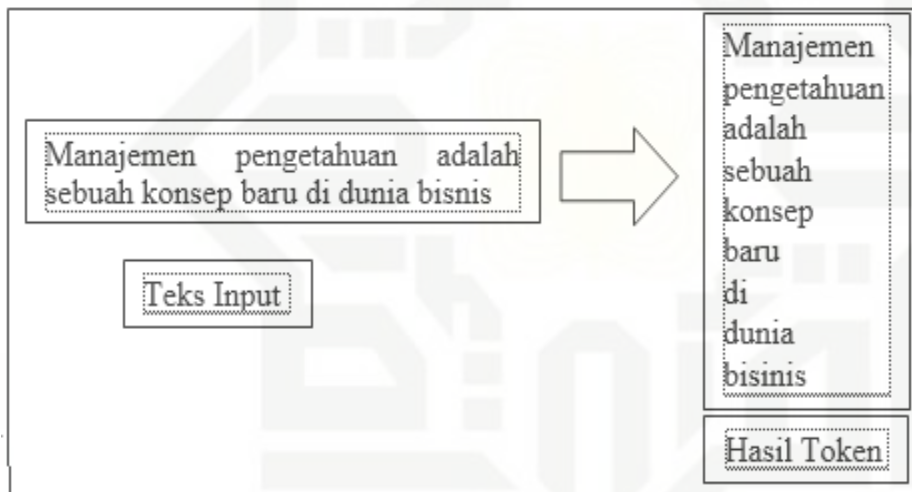 Manajemen pengetahuan adalah
sebuah konsep baru di dunia bisnis
Teks Input
Manajemen
pengetahuan
adalah
sebuah
konsep
baru
di
dunia
bisinis
Hasil Token